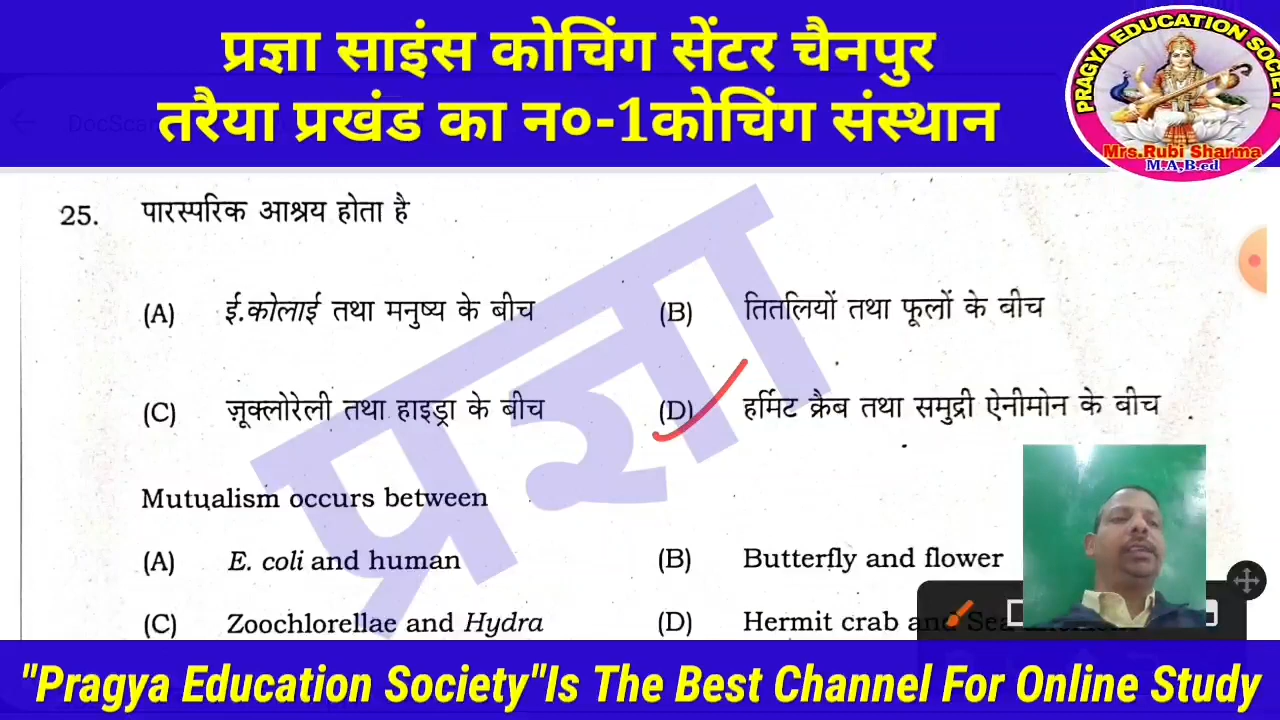 प्रज्ञा साइंस कोचिंग सेंटर चैनपुर
तरैया प्रखंड का न०-1कोचिंग संस्थान
PRAGYA EDUCATION SOCIETY
Mrs.Rubi Sharma
M.A,B.ed
DocScan
25. पारस्परिक आश्रय होता है
(A) ई.कोलाई तथा मनुष्य के बीच (B) तितलियों तथा फूलों के बीच
(C) ज़ूक्लोरेली तथा हाइड्रा के बीच (D) हर्मिट क्रैब तथा समुद्री ऐनीमोन के बीच
प्रज्ञा
Mutualism occurs between
(A) E. coli and human (B) Butterfly and flower
(C) Zoochlorellae and Hydra (D) Hermit crab and Sea
"Pragya Education Society"Is The Best Channel For Online Study